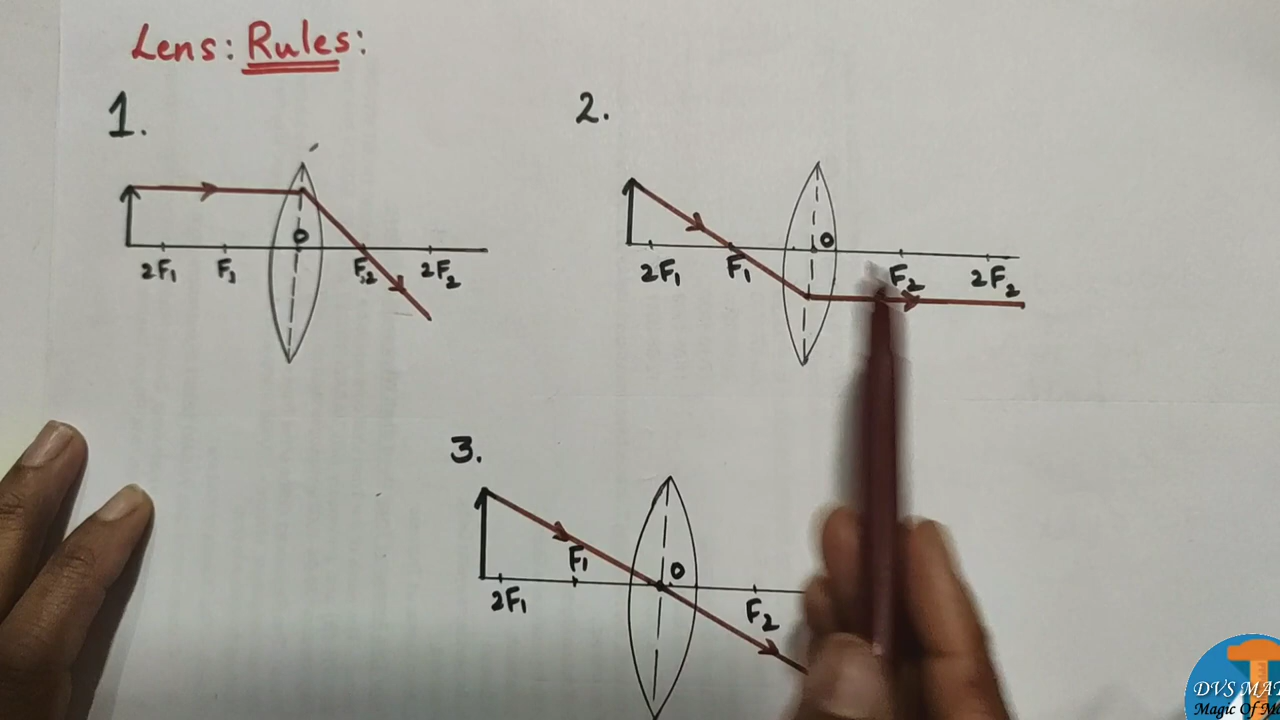 Lens: Rules:
1.
O
2F₁ F₁ F₂ 2F₂
2.
O
2F₁ F₁ F₂ 2F₂
3.
F₁ O
2F₁ F₂
DVS MA
Magic Of M